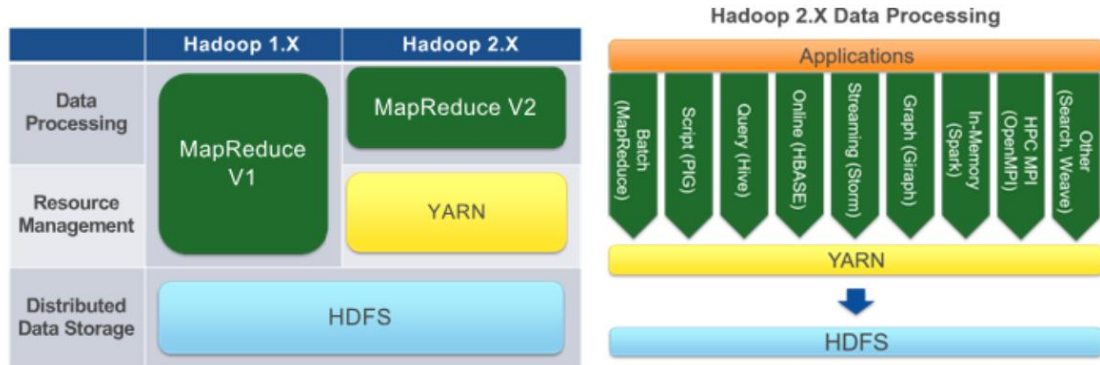 Hadoop 1.X
Hadoop 2.X
Data
Processing
MapReduce
V1
MapReduce V2
Resource
Management
YARN
Distributed
Data Storage
HDFS
Hadoop 2.X Data Processing
Applications
Batch
(MapReduce)
Script (PIG)
Query (Hive)
Online (HBASE)
Streaming (Storm)
Graph (Giraph)
In-Memory
(Spark)
HPC MPI
(OpenMPI)
Other
(Search, Weave)
YARN
HDFS